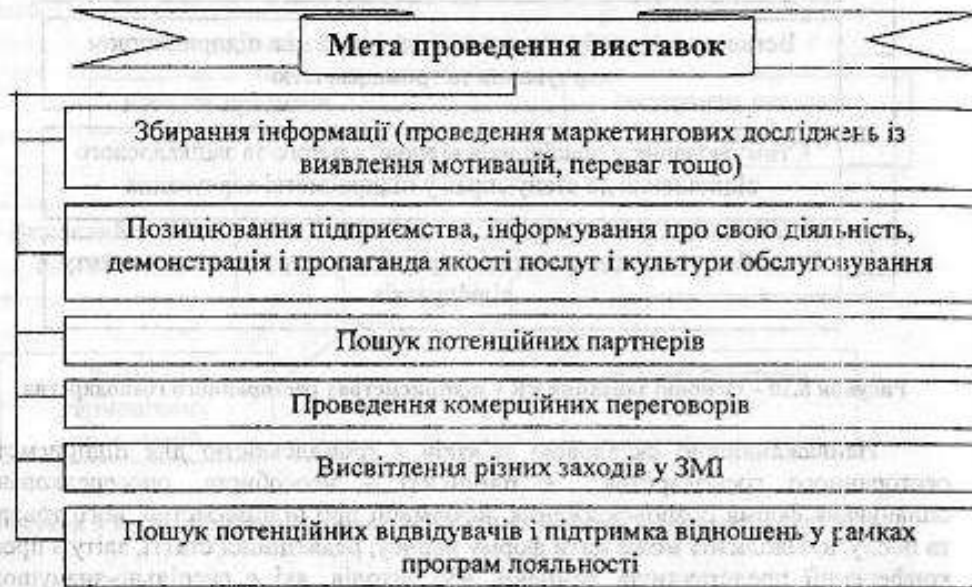 Мета проведення виставок
Збирання інформації (проведення маркетингових досліджень із
виявлення мотивацій, переваг тощо)
Позиціювання підприємства, інформування про свою діяльність,
демонстрація і пропаганда якості послуг і культури обслуговування
Пошук потенційних партнерів
Проведення комерційних переговорів
Висвітлення різних заходів у ЗМІ
Пошук потенційних відвідувачів і підтримка відношень у рамках
програм лояльності